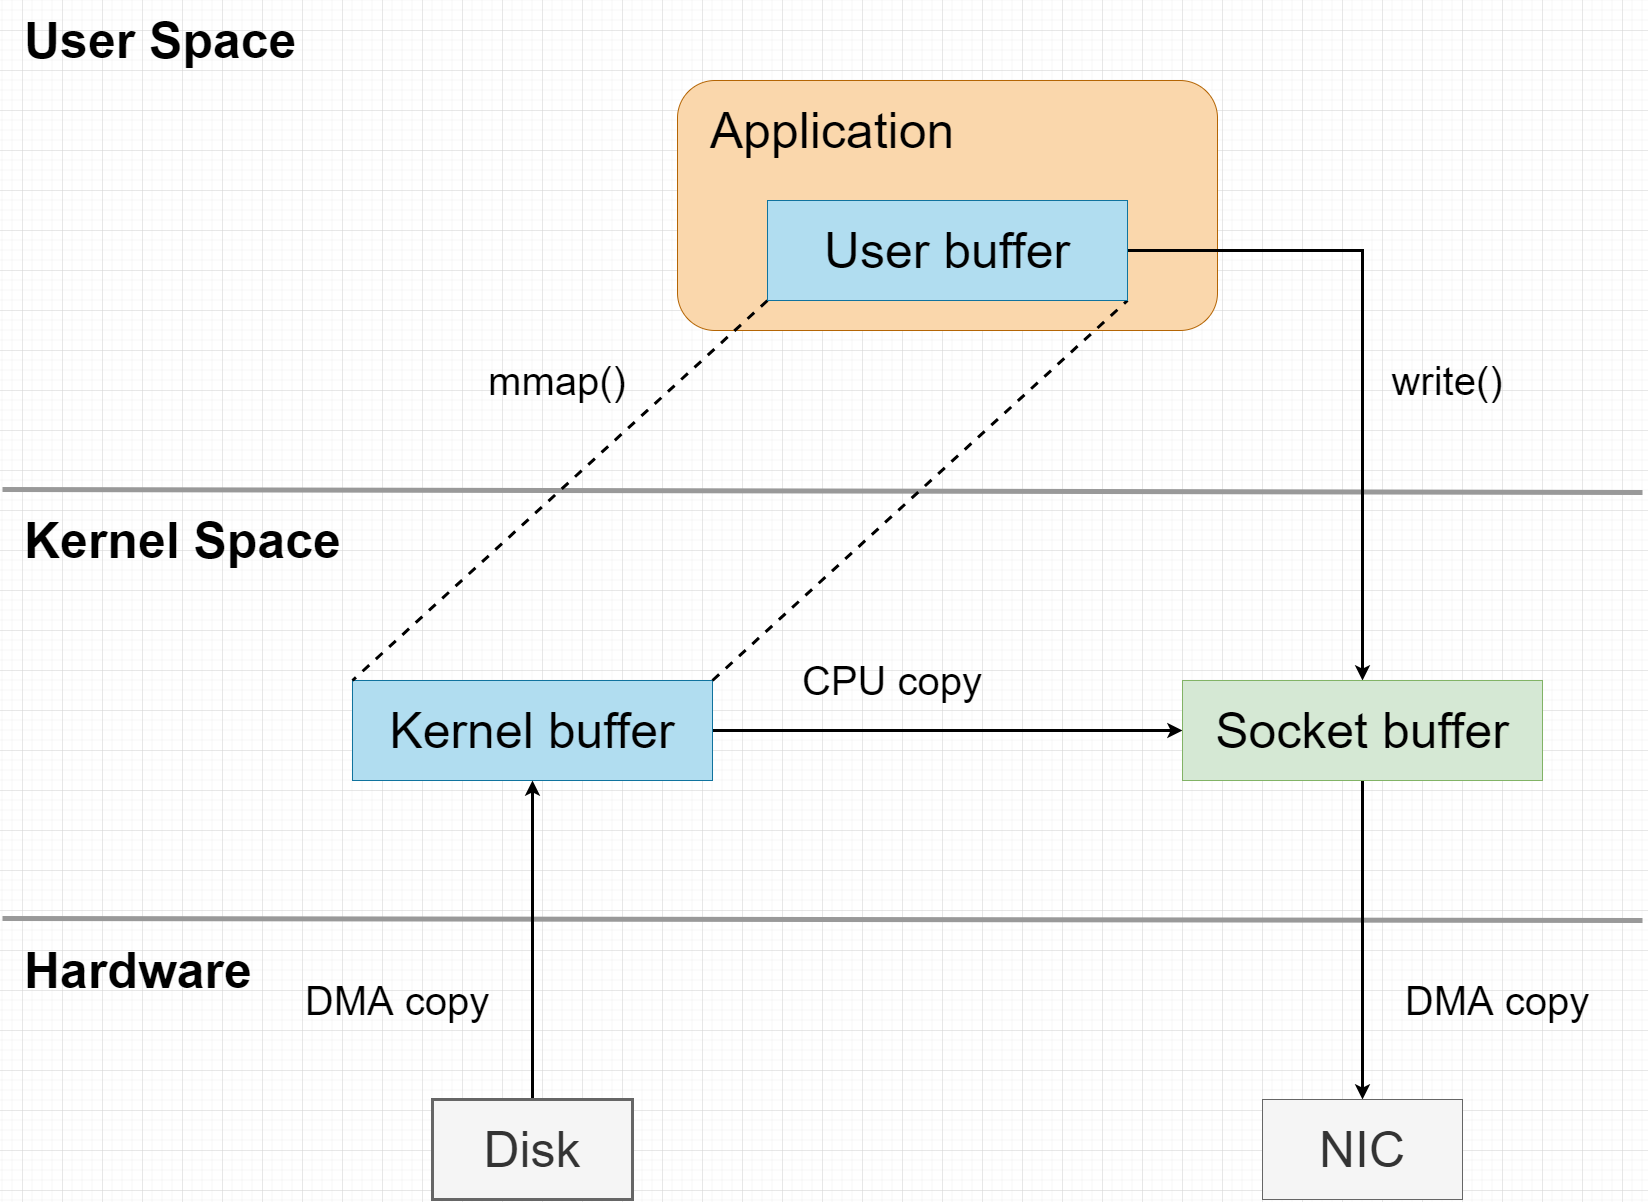 User Space
Application
User buffer
mmap()
write()
Kernel Space
CPU copy
Kernel buffer
Socket buffer
Hardware
DMA copy
DMA copy
Disk
NIC